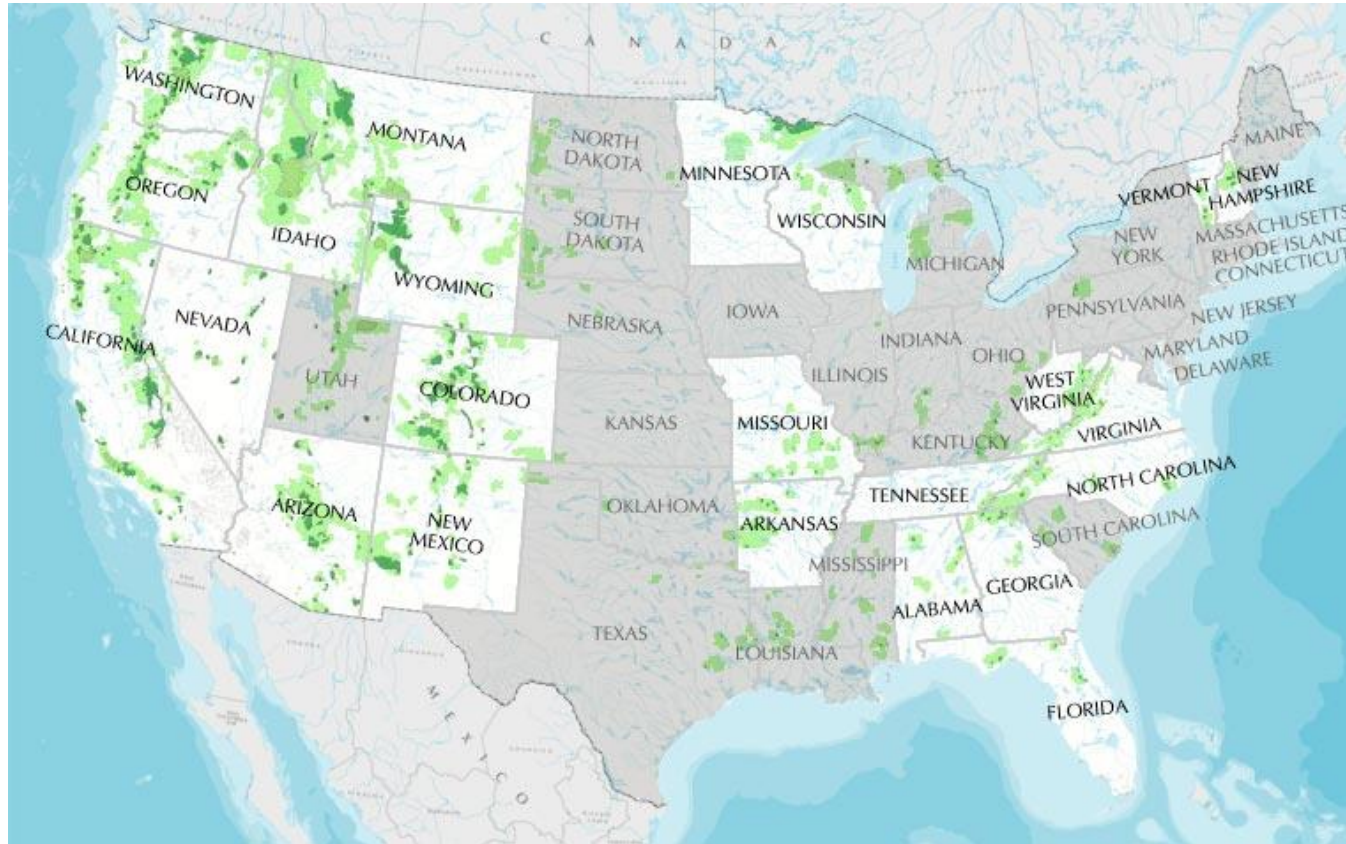 CANADA
WASHINGTON
MONTANA
NORTH
DAKOTA
MINNESOTA
MAINE
OREGON
IDAHO
SOUTH
DAKOTA
WISCONSIN
MICHIGAN
VERMONT
NEW
HAMPSHIRE
NEW
YORK
MASSACHUSETTS
RHODE ISLAND
CONNECTICUT
WYOMING
NEBRASKA
IOWA
PENNSYLVANIA
NEW JERSEY
NEVADA
CALIFORNIA
UTAH
COLORADO
KANSAS
MISSOURI
ILLINOIS
INDIANA
OHIO
MARYLAND
DELAWARE
WEST
VIRGINIA
KENTUCKY
VIRGINIA
ARIZONA
NEW
MEXICO
OKLAHOMA
ARKANSAS
TENNESSEE
NORTH CAROLINA
SOUTH CAROLINA
MISSISSIPPI
ALABAMA
GEORGIA
TEXAS
LOUISIANA
FLORIDA
MEXICO